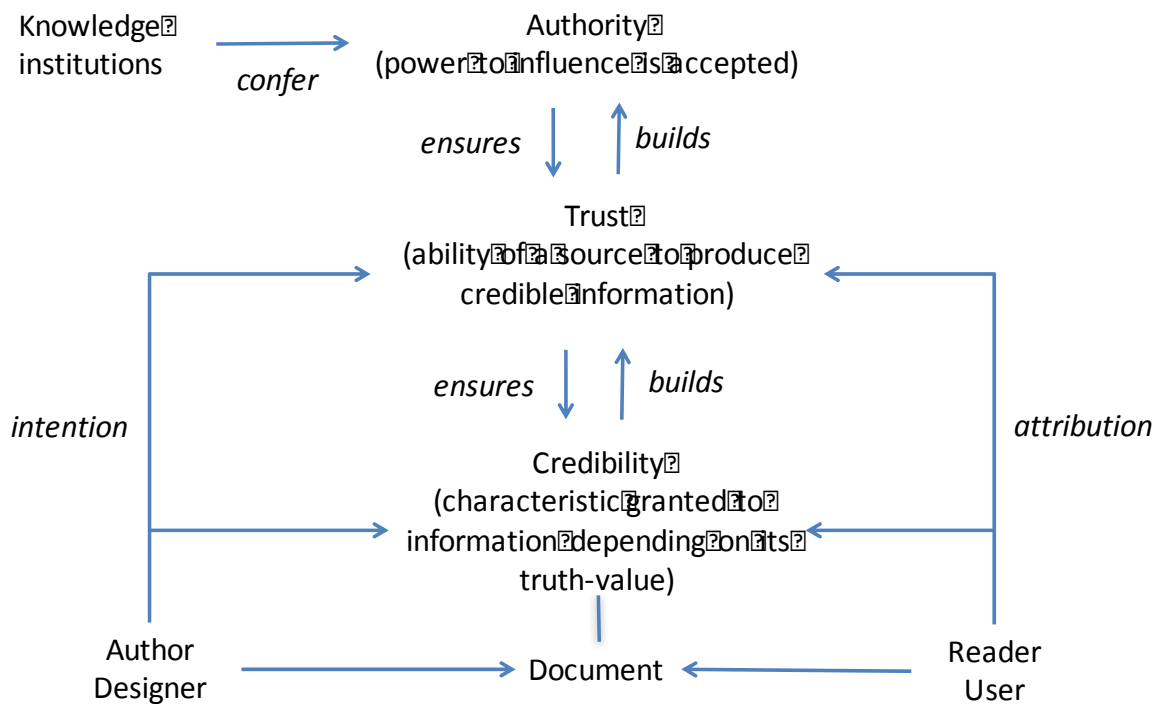 Knowledge
institutions
confer
Authority
(power to influence is accepted)
ensures
builds
Trust
(ability of a source to produce
credible information)
ensures
builds
intention
attribution
Credibility
(characteristic granted to
information depending on its
truth-value)
Author
Designer
Document
Reader
User